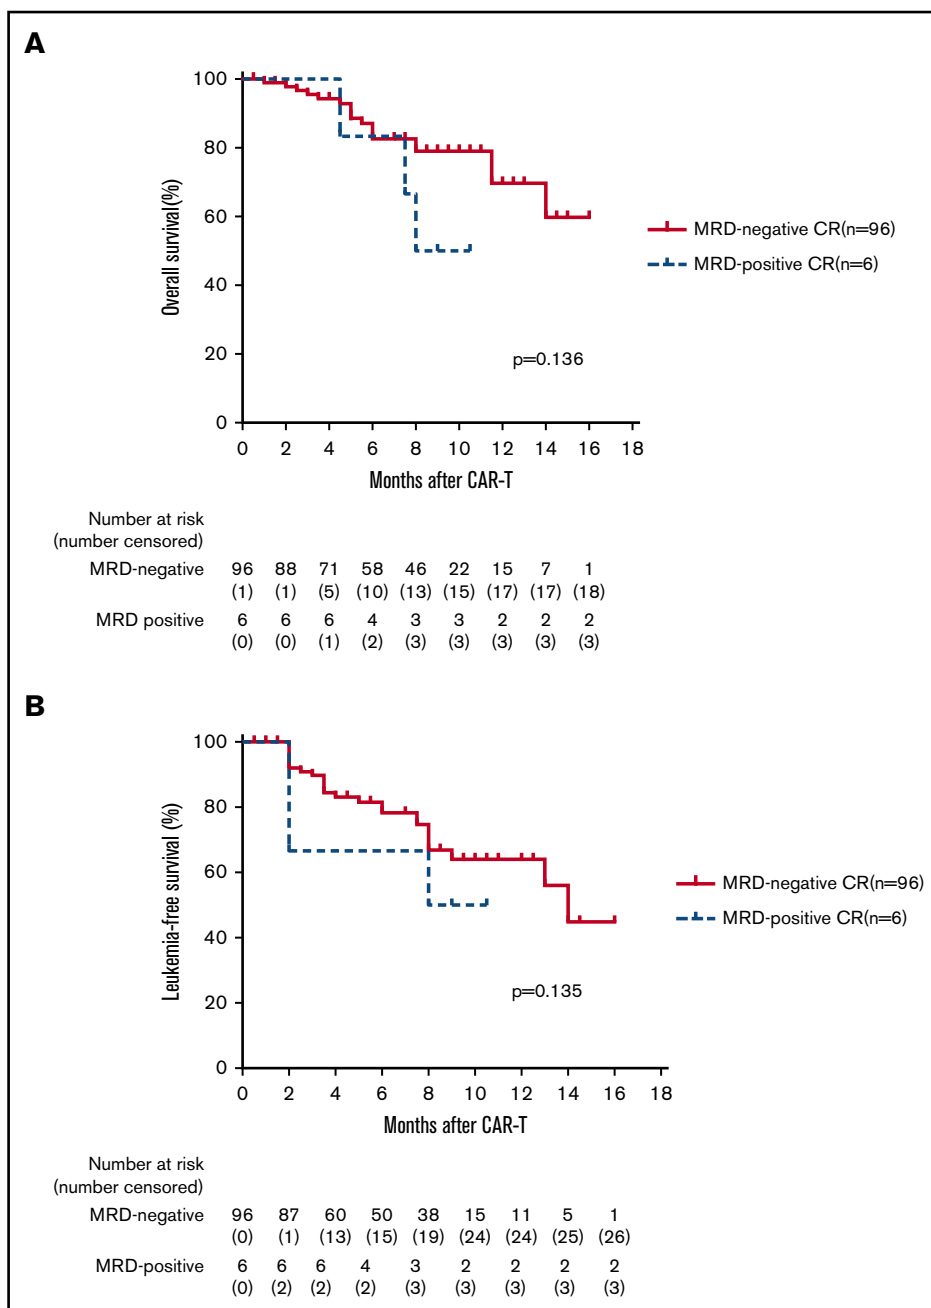 A
100
80
60
40
20
0
Overall survival(%)
MRD-negative CR(n=96)
MRD-positive CR(n=6)
p=0.136
0 2 4 6 8 10 12 14 16 18
Months after CAR-T
Number at risk
(number censored)
MRD-negative 96 88 71 58 46 22 15 7 1
(1) (1) (5) (10) (13) (15) (17) (17) (18)
MRD positive 6 6 6 4 3 3 2 2 2
(0) (0) (1) (2) (3) (3) (3) (3) (3)
B
100
80
60
40
20
0
Leukemia-free survival (%)
MRD-negative CR(n=96)
MRD-positive CR(n=6)
p=0.135
0 2 4 6 8 10 12 14 16 18
Months after CAR-T
Number at risk
(number censored)
MRD-negative 96 87 60 50 38 15 11 5 1
(0) (1) (13) (15) (19) (24) (24) (25) (26)
MRD-positive 6 6 6 4 3 2 2 2 2
(0) (2) (2) (2) (3) (3) (3) (3) (3)